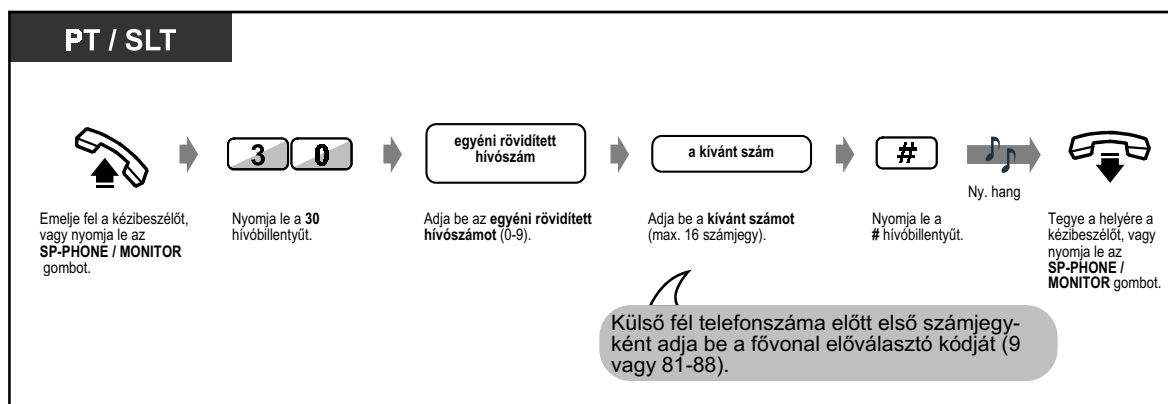 PT / SLT
3 0
egyéni rövidített
hívószám
a kívánt szám
#
Ny. hang
Emelje fel a kézibeszélőt,
vagy nyomja le az
SP-PHONE / MONITOR
gombot.
Nyomja le a 30
hívóbillentyűt.
Adja be az egyéni rövidített
hívószámot (0-9).
Adja be a kívánt számot
(max. 16 számjegy).
Nyomja le a
# hívóbillentyűt.
Tegye a helyére a
kézibeszélőt, vagy
nyomja le az
SP-PHONE /
MONITOR gombot.
Külső fél telefonszáma előtt első számjegy-
ként adja be a fővonal előválasztó kódját (9
vagy 81-88).